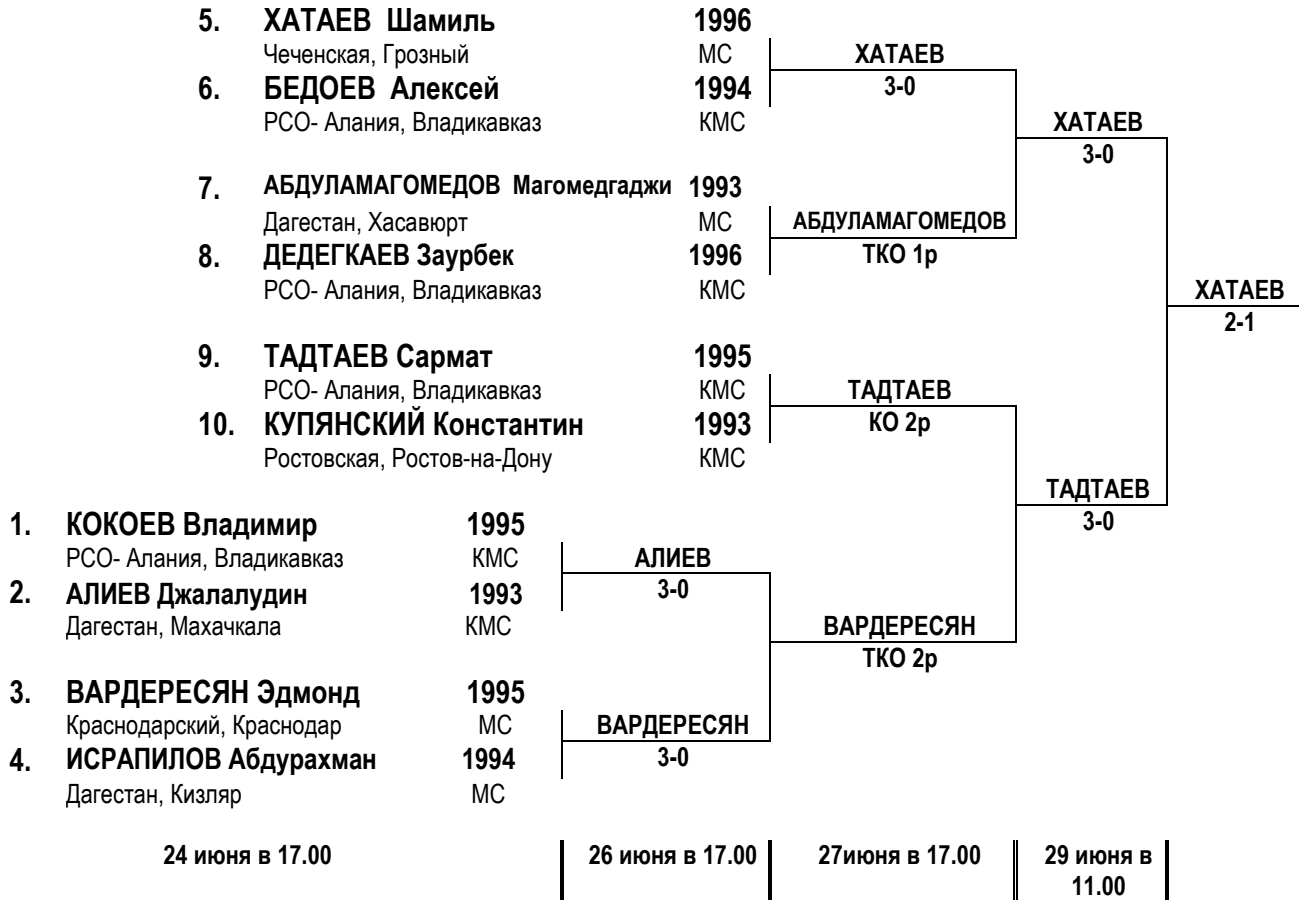 5. ХАТАЕВ Шамиль 1996
Чеченская, Грозный МС ХАТАЕВ
6. БЕДОЕВ Алексей 1994 3-0
РСО- Алания, Владикавказ КМС ХАТАЕВ
3-0
7. АБДУЛАМАГОМЕДОВ Магомедгаджи 1993
Дагестан, Хасавюрт МС АБДУЛАМАГОМЕДОВ
8. ДЕДЕГКАЕВ Заурбек 1996 ТКО 1р
РСО- Алания, Владикавказ КМС ХАТАЕВ
2-1
9. ТАДТАЕВ Сармат 1995
РСО- Алания, Владикавказ КМС ТАДТАЕВ
10. КУПЯНСКИЙ Константин 1993 КО 2р
Ростовская, Ростов-на-Дону КМС
ТАДТАЕВ
1. КОКОЕВ Владимир 1995 3-0
РСО- Алания, Владикавказ КМС АЛИЕВ
2. АЛИЕВ Джалалудин 1993 3-0
Дагестан, Махачкала КМС ВАРДЕРЕСЯН
ТКО 2р
3. ВАРДЕРЕСЯН Эдмонд 1995
Краснодарский, Краснодар МС ВАРДЕРЕСЯН
4. ИСРАПИЛОВ Абдурахман 1994 3-0
Дагестан, Кизляр МС
24 июня в 17.00 26 июня в 17.00 27июня в 17.00 29 июня в
11.00